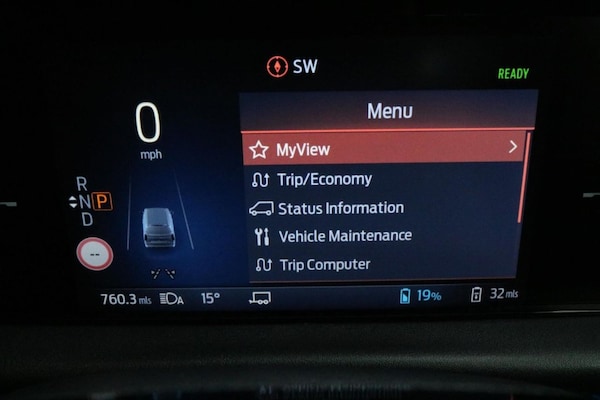 SW
READY
0
mph
Menu
MyView
Trip/Economy
Status Information
Vehicle Maintenance
Trip Computer
R
N P
D
--
760.3 mls A 15° 19% 32 mls